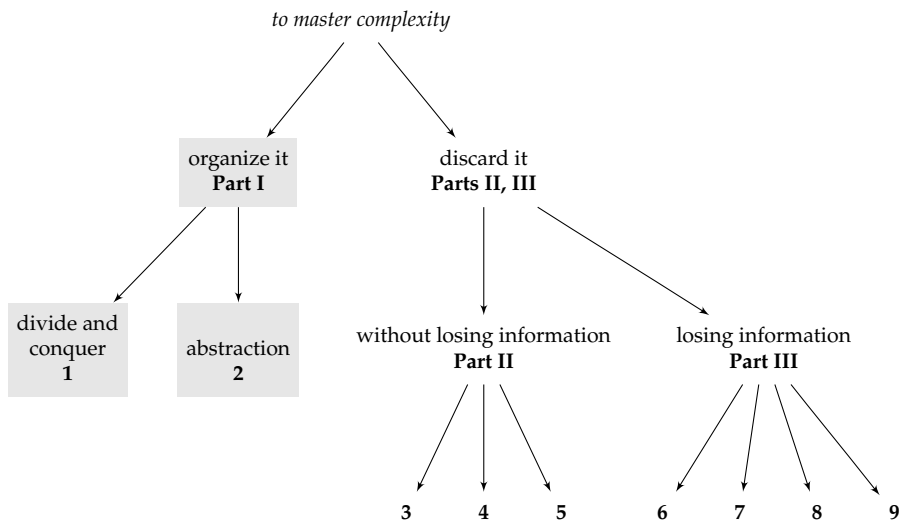 to master complexity
organize it
Part I
discard it
Parts II, III
divide and
conquer
1
abstraction
2
without losing information
Part II
losing information
Part III
3
4
5
6
7
8
9